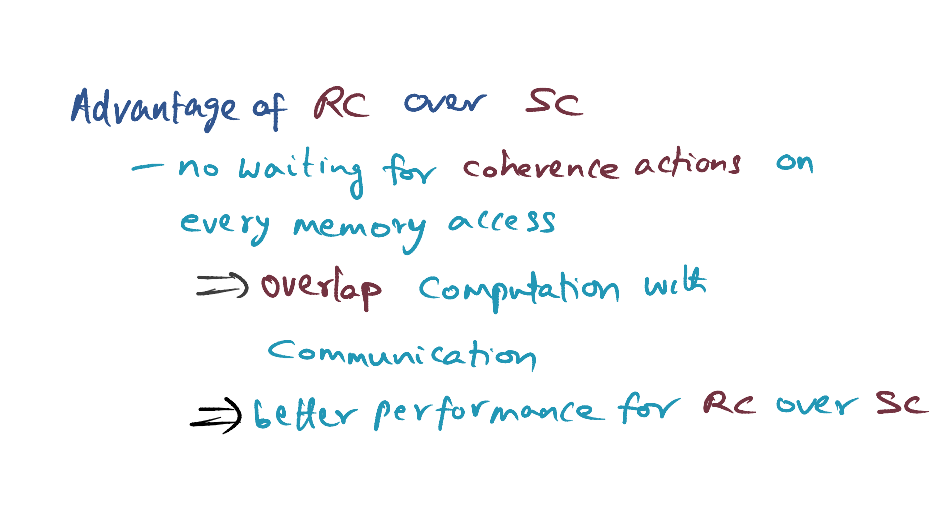 Advantage of RC over SC
— no waiting for coherence actions on
every memory access
⇒ overlap computation with
communication
⇒ better performance for RC over SC